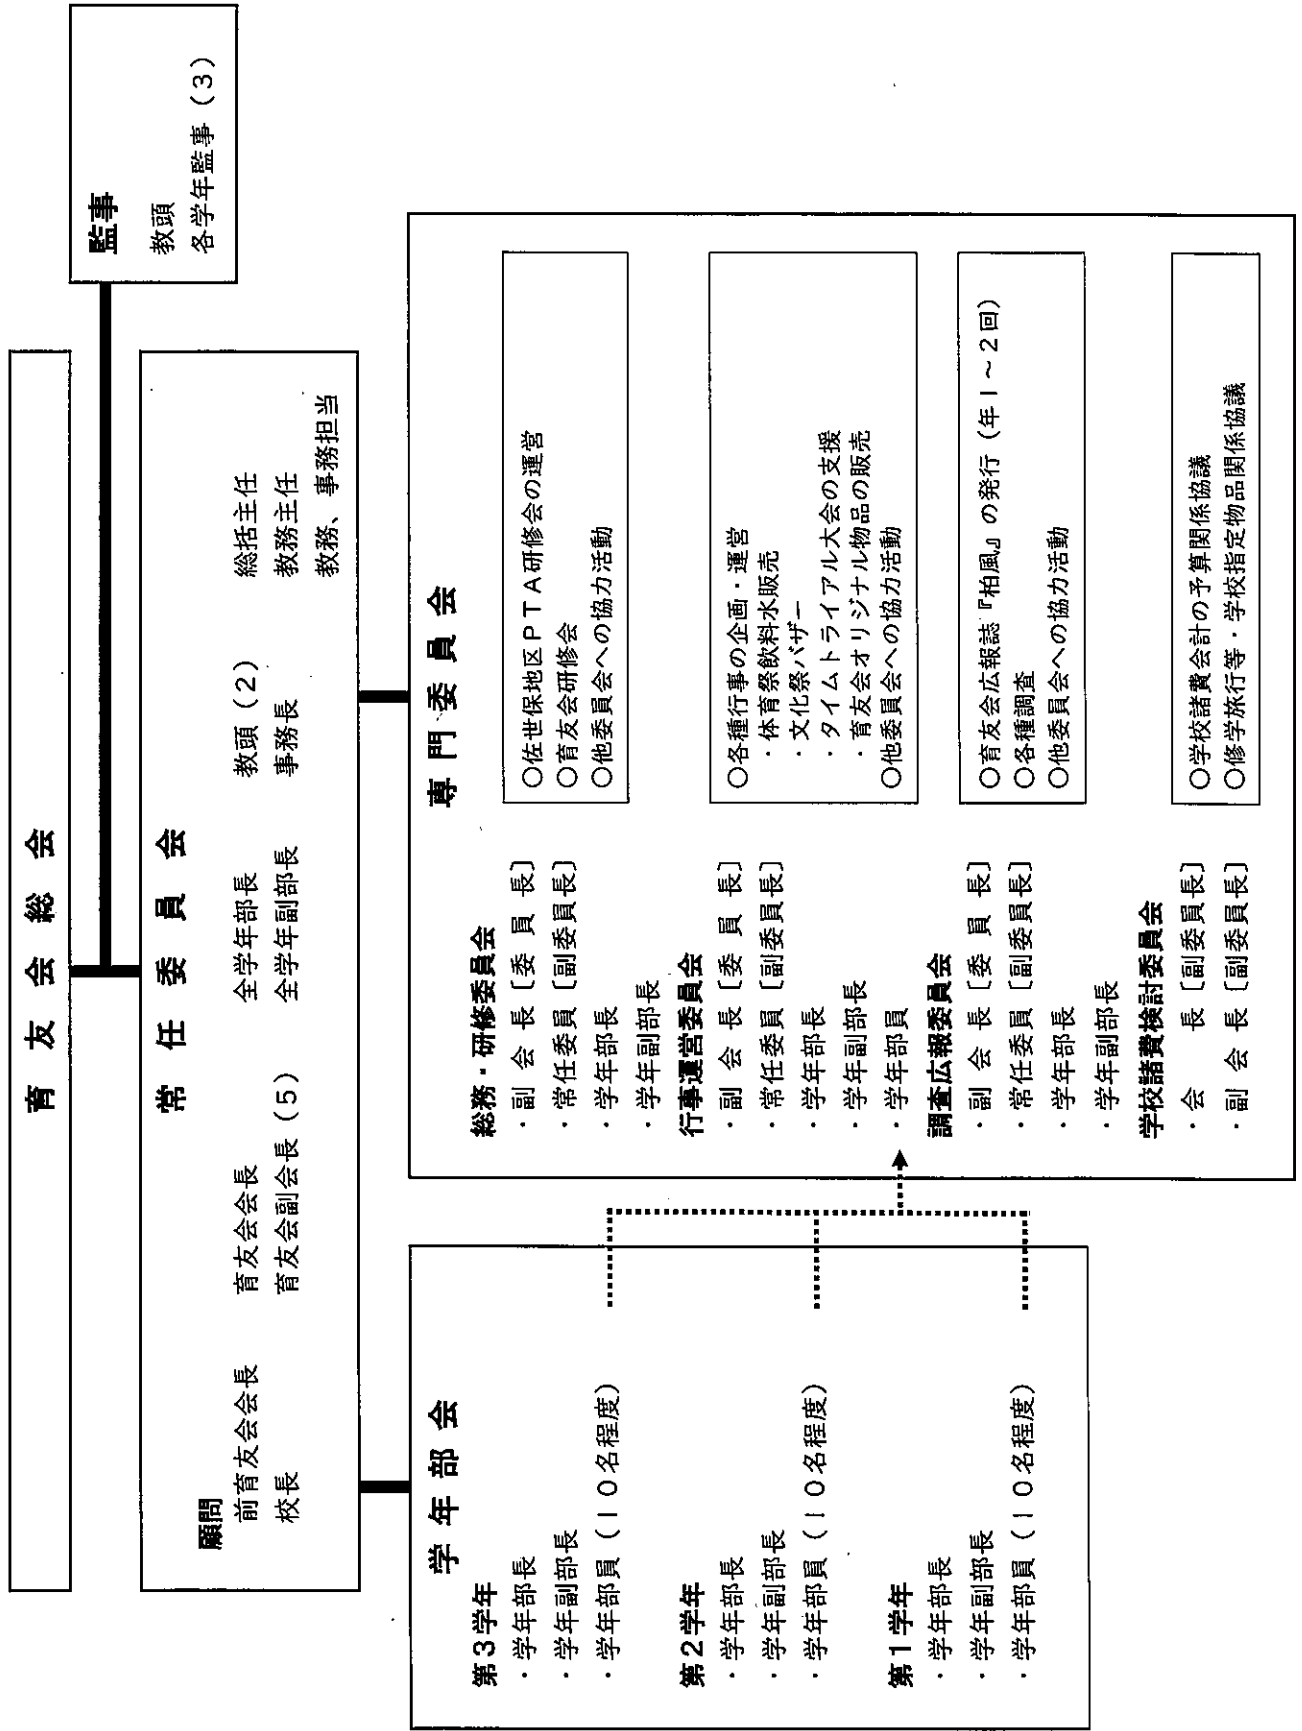 育友会総会
監事
教頭
各学年監事（３）
常任委員会
顧問
前育友会会長　育友会会長　全学年部長　教頭（２）　総括主任
校長　育友会副会長（５）　全学年副部長　事務長　教務主任
教務、事務担当
学年部会
第３学年
・学年部長
・学年副部長
・学年部員（１０名程度）
第２学年
・学年部長
・学年副部長
・学年部員（１０名程度）
第１学年
・学年部長
・学年副部長
・学年部員（１０名程度）
専門委員会
総務・研修委員会
・副会長〔委員長〕
・常任委員〔副委員長〕
・学年部長
・学年副部長
○佐世保地区ＰＴＡ研修会の運営
○育友会研修会
○他委員会への協力活動
行事運営委員会
・副会長〔委員長〕
・常任委員〔副委員長〕
・学年部長
・学年副部長
・学年部員
○各種行事の企画・運営
・体育祭飲料水販売
・文化祭バザー
・タイムトライアル大会の支援
・育友会オリジナル物品の販売
○他委員会への協力活動
調査広報委員会
・副会長〔委員長〕
・常任委員〔副委員長〕
・学年部長
・学年副部長
○育友会広報誌『柏風』の発行（年１～２回）
○各種調査
○他委員会への協力活動
学校諸費検討委員会
・会長〔副委員長〕
・副会長〔副委員長〕
○学校諸費会計の予算関係協議
○修学旅行等・学校指定物品関係協議